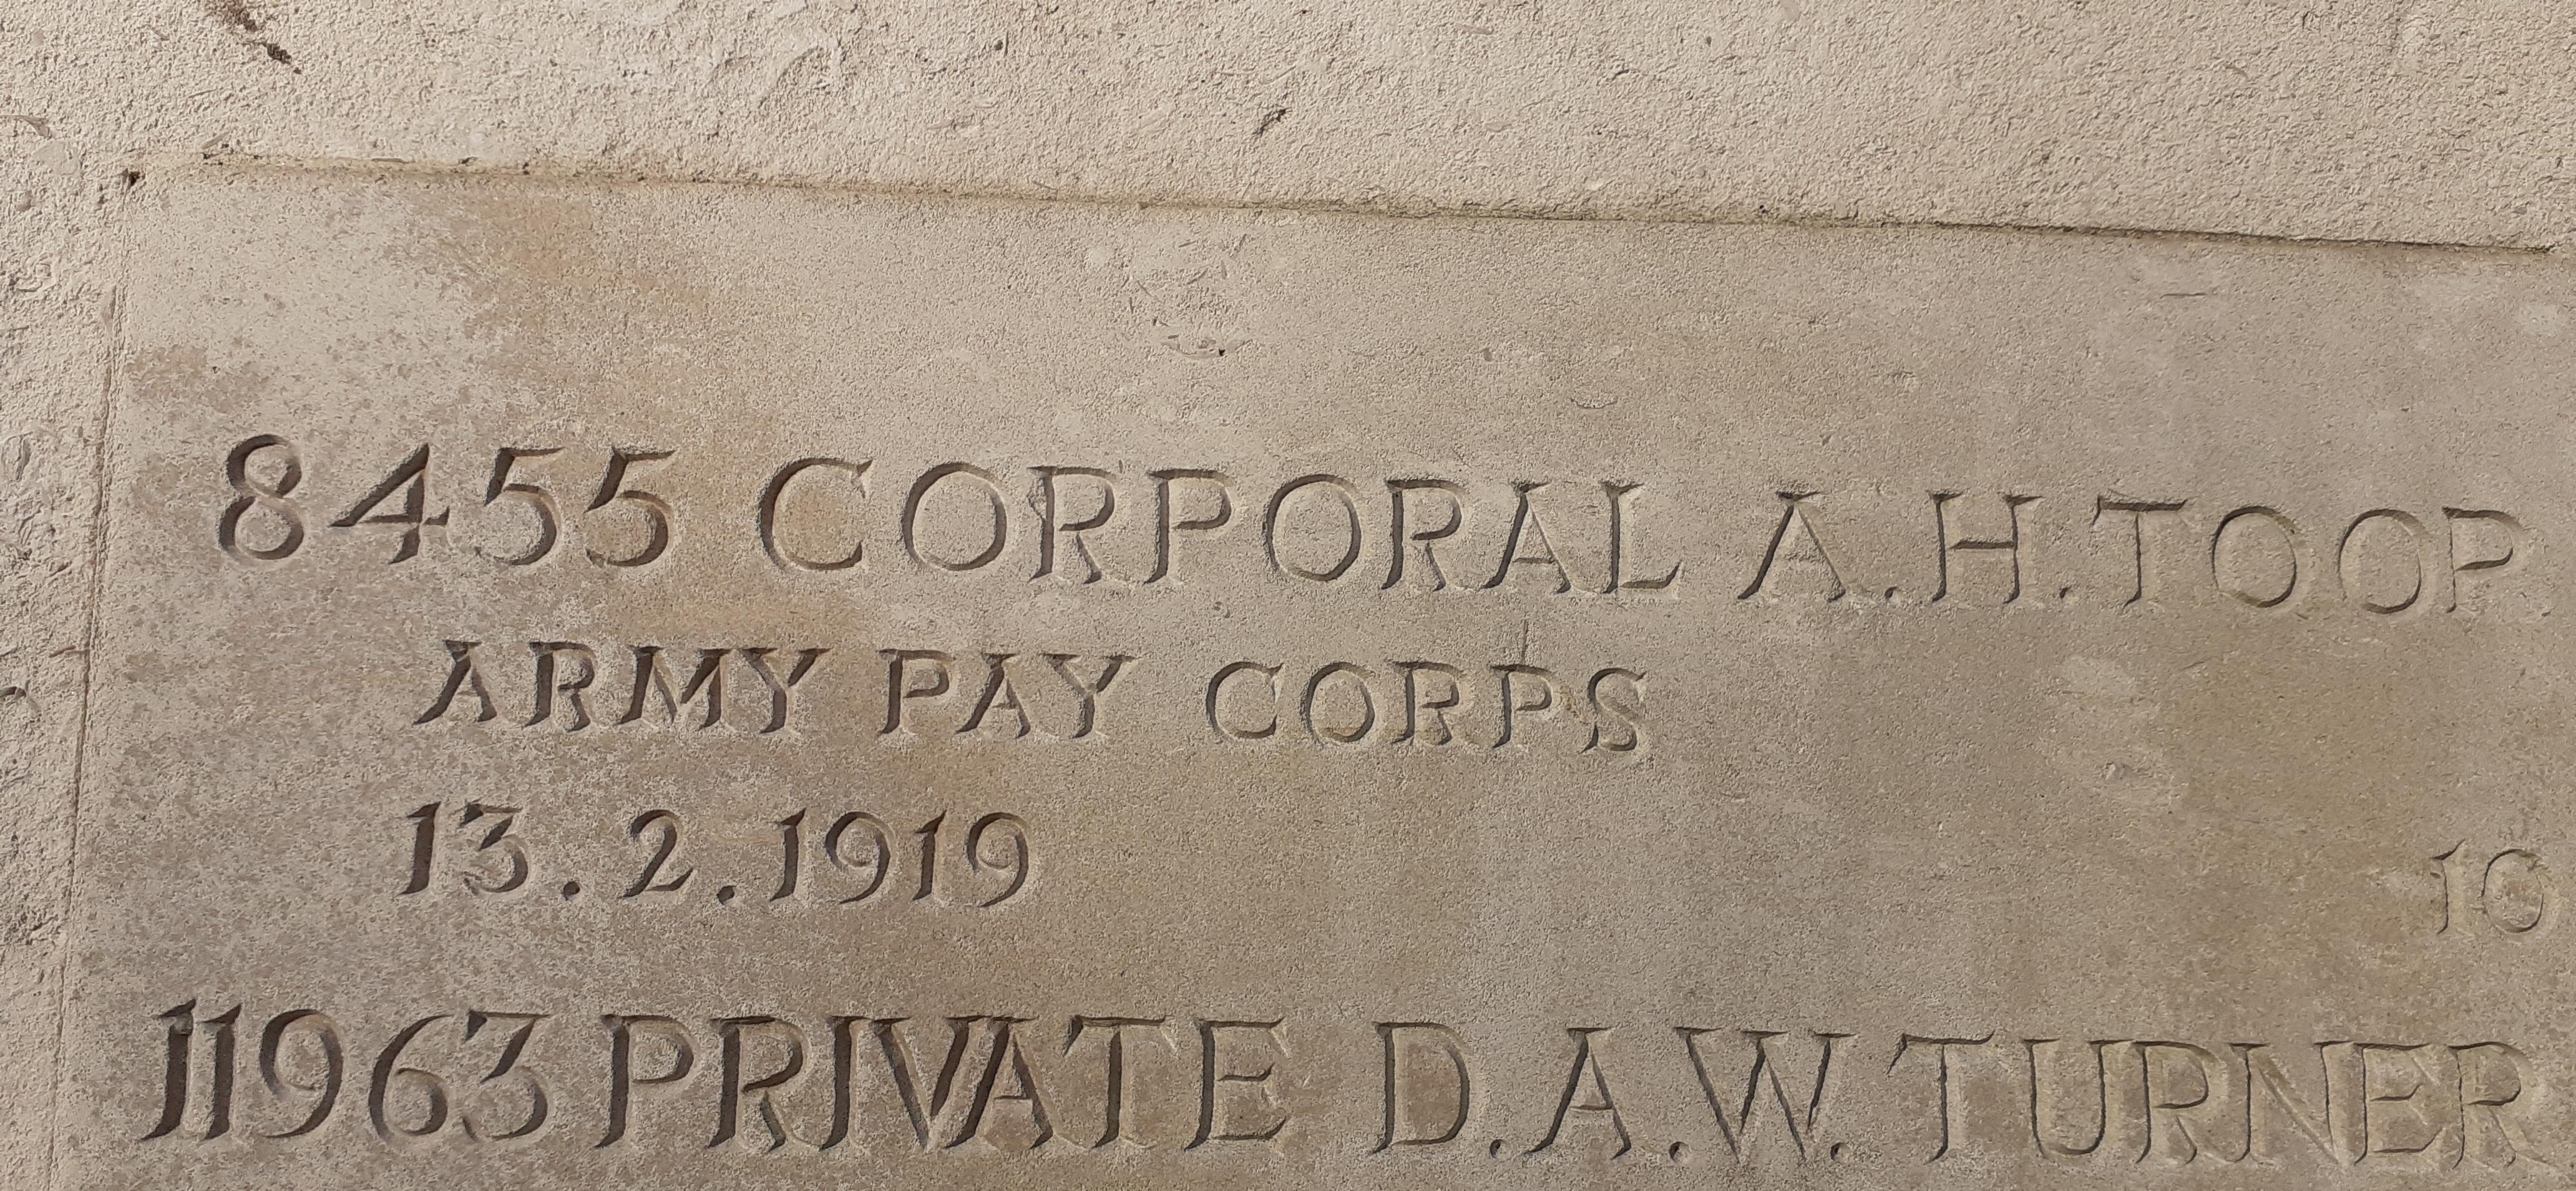 8455 CORPORAL A.H.TOOP
ARMY PAY CORPS
13.2.1919 10
11963 PRIVATE D.A.W.TURNER